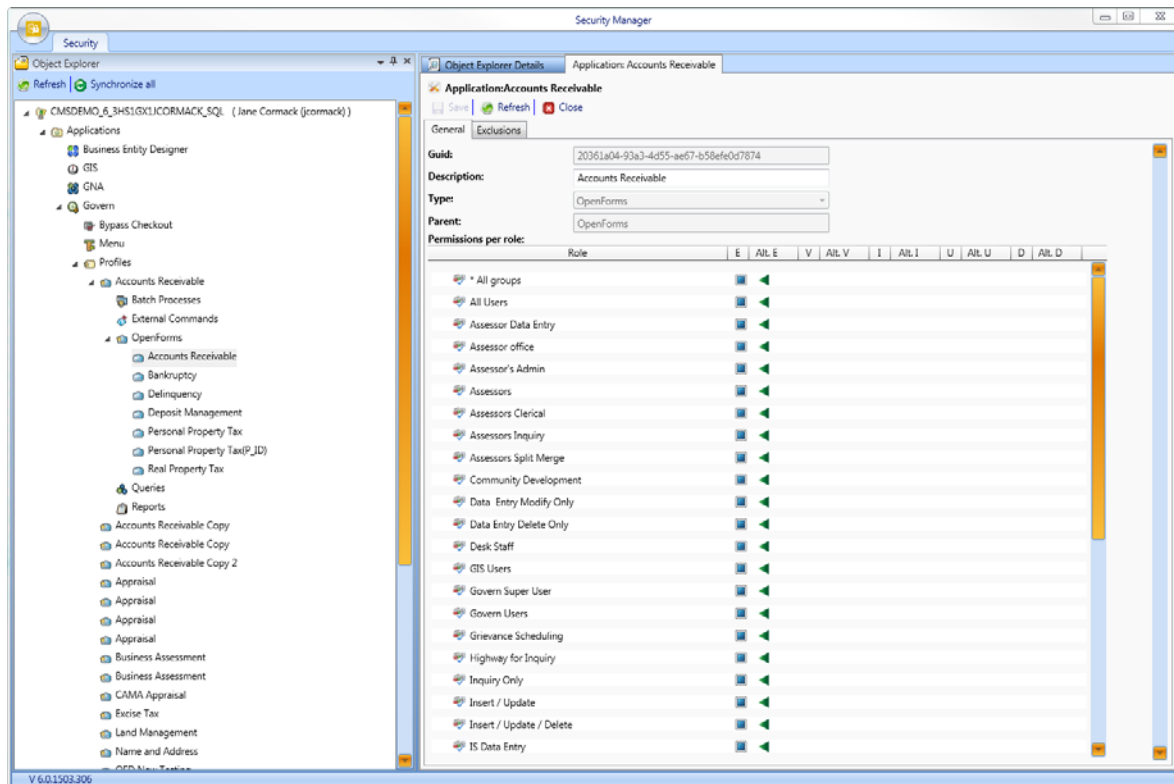 Security Manager
Security
Object Explorer
Refresh Synchronize all
CMSDEMO_6_3HS1GX1JCORMACK_SQL ( Jane Cormack (jcormack) )
Applications
Business Entity Designer
GIS
GNA
Govern
Bypass Checkout
Menu
Profiles
Accounts Receivable
Batch Processes
External Commands
OpenForms
Accounts Receivable
Bankruptcy
Delinquency
Deposit Management
Personal Property Tax
Personal Property Tax(P_ID)
Real Property Tax
Queries
Reports
Accounts Receivable Copy
Accounts Receivable Copy
Accounts Receivable Copy 2
Appraisal
Appraisal
Appraisal
Appraisal
Business Assessment
Business Assessment
CAMA Appraisal
Excise Tax
Land Management
Name and Address
Object Explorer Details Application: Accounts Receivable
Application:Accounts Receivable
Save Refresh Close
General Exclusions
Guid: 20361a04-93a3-4d55-ae67-b58efe0d7874
Description: Accounts Receivable
Type: OpenForms
Parent: OpenForms
Permissions per role:
Role E Alt. E V Alt. V I Alt. I U Alt. U D Alt. D
* All groups
All Users
Assessor Data Entry
Assessor office
Assessor's Admin
Assessors
Assessors Clerical
Assessors Inquiry
Assessors Split Merge
Community Development
Data Entry Modify Only
Data Entry Delete Only
Desk Staff
GIS Users
Govern Super User
Govern Users
Grievance Scheduling
Highway for Inquiry
Inquiry Only
Insert / Update
Insert / Update / Delete
IS Data Entry
V 6.0.1503.306